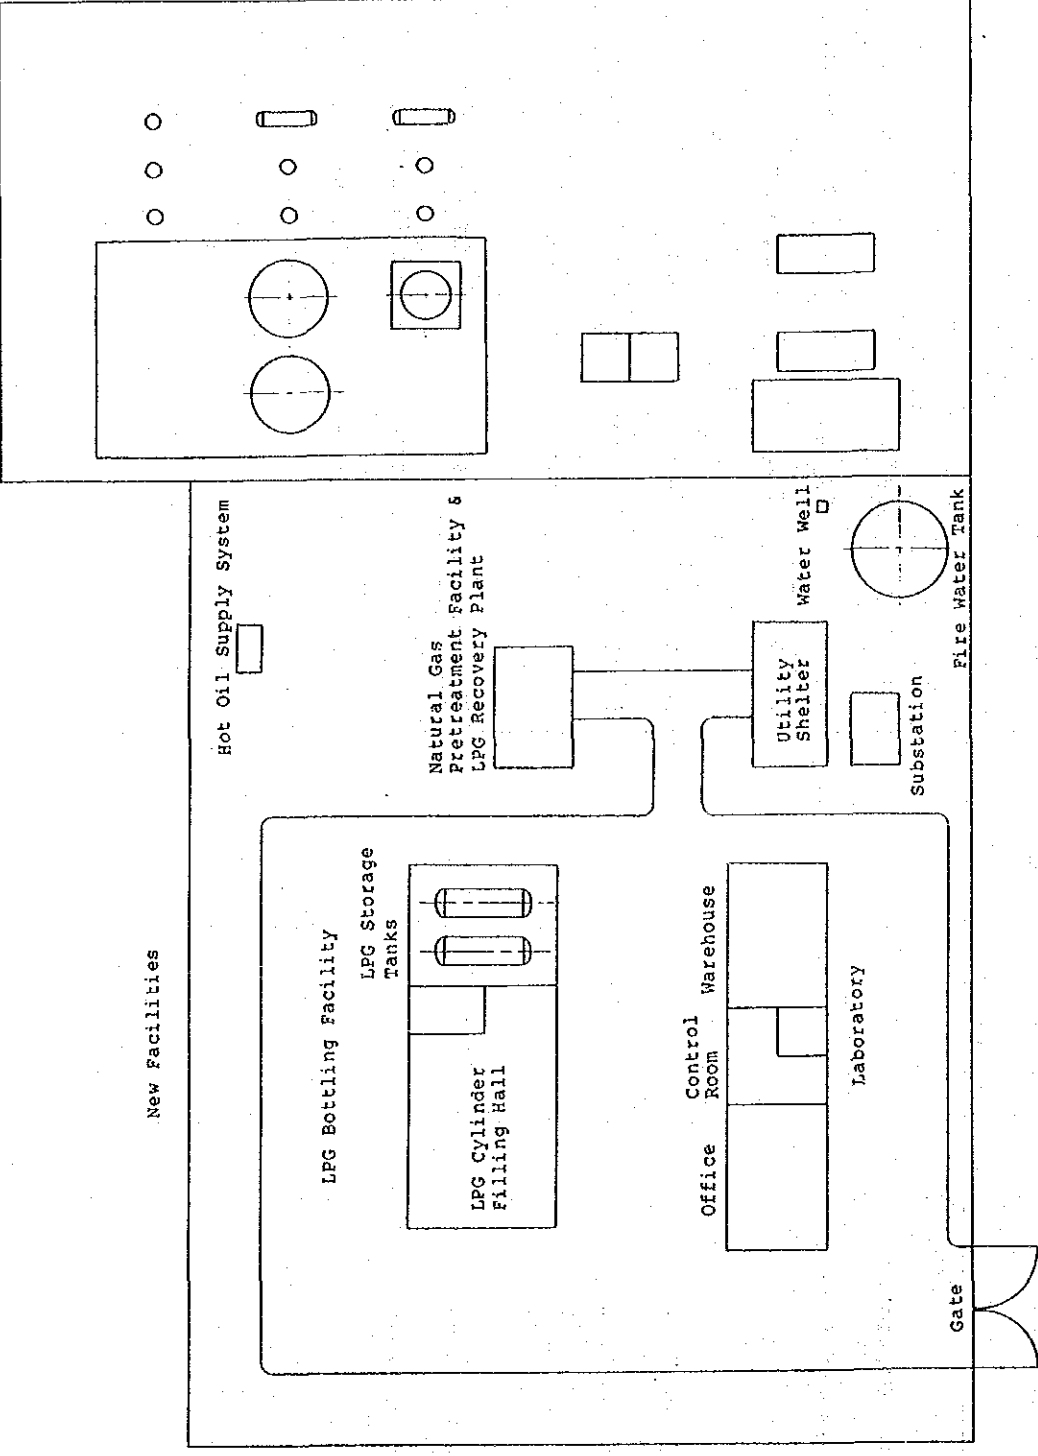 New Facilities
Hot Oil Supply System
LPG Bottling Facility
LPG Storage
Tanks
Natural Gas
Pretreatment Facility &
LPG Recovery Plant
LPG Cylinder
Filling Hall
Office
Control
Room
Warehouse
Utility
Shelter
Water Well
Laboratory
Substation
Gate
Fire Water Tank